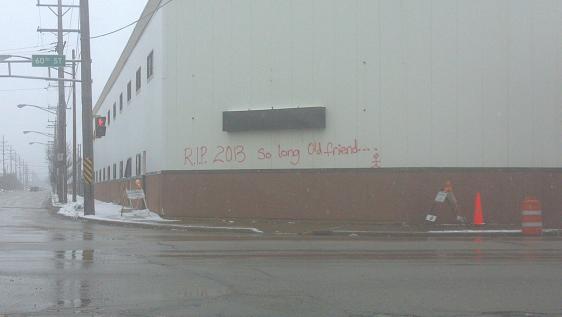 60TH ST
R.I.P. 2013 So long Old friend....